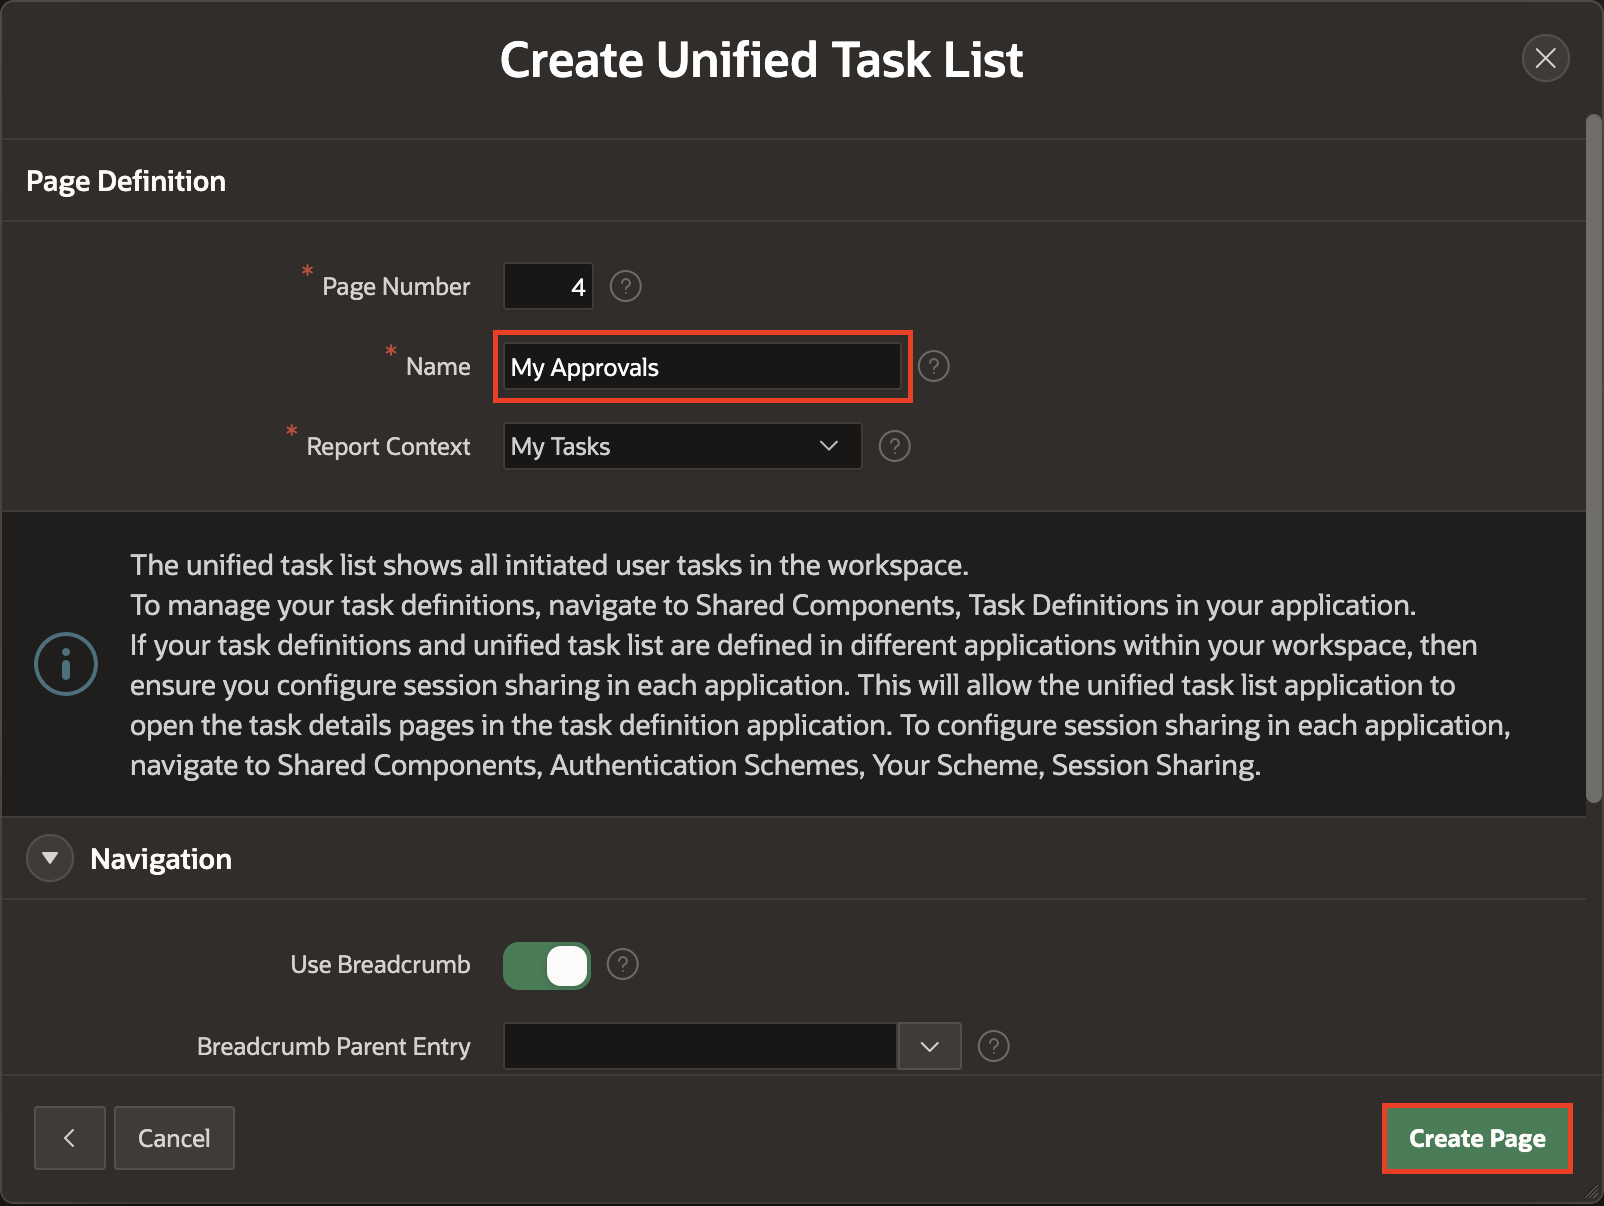 Create Unified Task List
Page Definition
* Page Number 4 ?
* Name My Approvals ?
* Report Context My Tasks ?
The unified task list shows all initiated user tasks in the workspace.
To manage your task definitions, navigate to Shared Components, Task Definitions in your application.
If your task definitions and unified task list are defined in different applications within your workspace, then
ensure you configure session sharing in each application. This will allow the unified task list application to
open the task details pages in the task definition application. To configure session sharing in each application,
navigate to Shared Components, Authentication Schemes, Your Scheme, Session Sharing.
Navigation
Use Breadcrumb ?
Breadcrumb Parent Entry ?
Cancel
Create Page